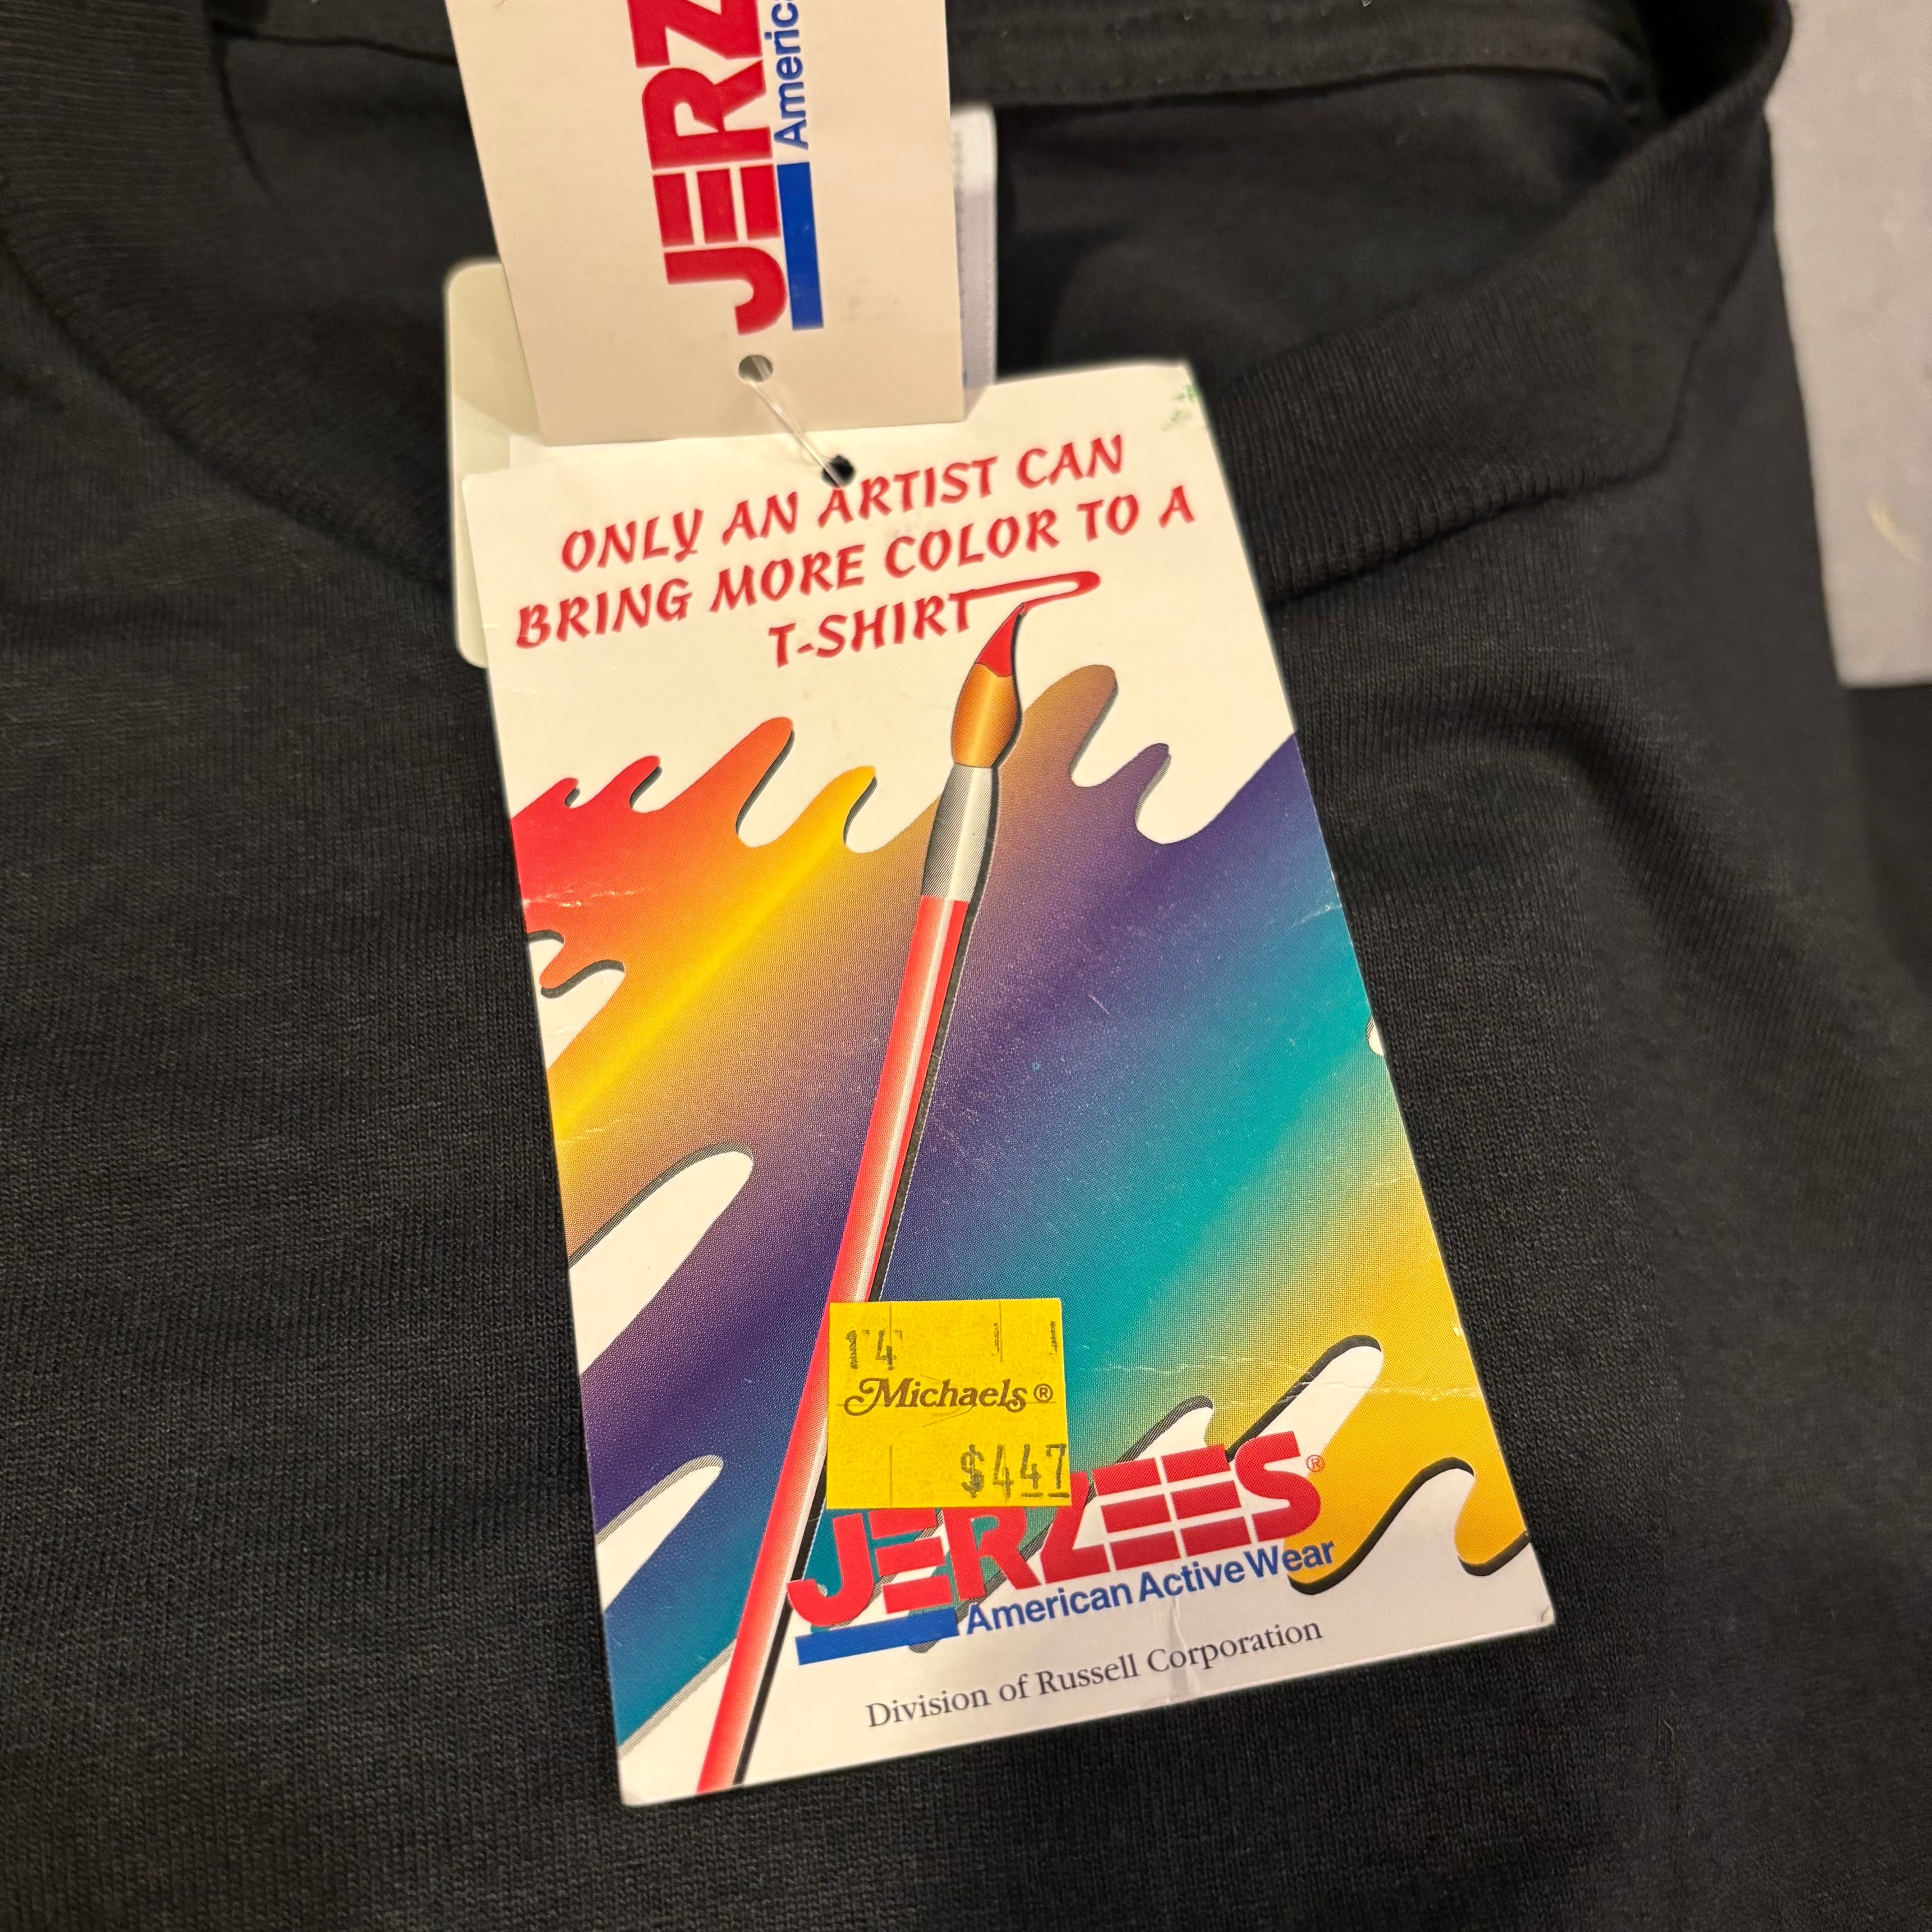 JERZ
Americ
ONLY AN ARTIST CAN
BRING MORE COLOR TO A
T-SHIRT
14
Michaels®
$447
JERZEES®
American Active Wear
Division of Russell Corporation